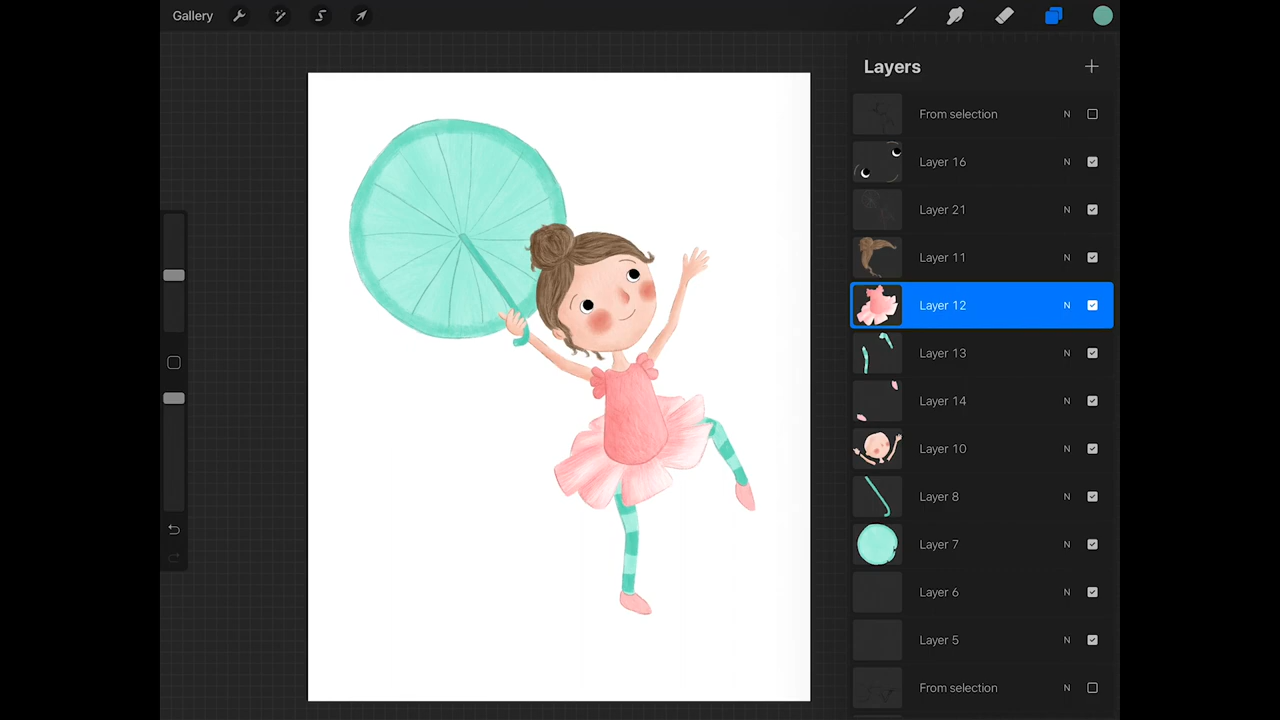 Gallery
Layers
From selection N
Layer 16 N
Layer 21 N
Layer 11 N
Layer 12 N
Layer 13 N
Layer 14 N
Layer 10 N
Layer 8 N
Layer 7 N
Layer 6 N
Layer 5 N
From selection N